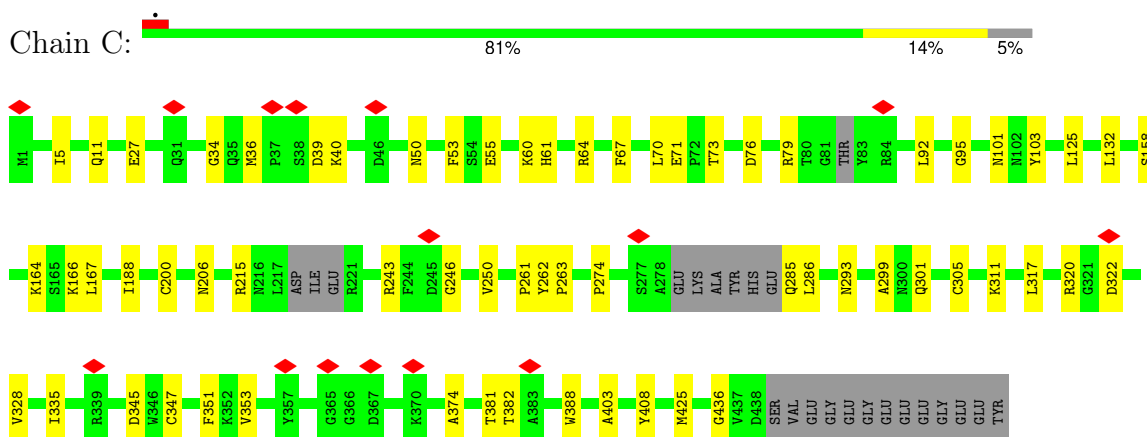 Chain C:
81% 14% 5%
M1 I5 Q11 E27 Q31 G34 Q35 M36 P37 S38 D39 K40 D46 N50 F53 S54 E55 K60 H61 R64 F67 L70 E71 P72 T73 D76 R79 T80 G81 THR Y83 R84 L92 G95 N101 N102 Y103 L125 L132 S158
K164 S165 K166 L167 I188 C200 N206 R215 N216 L217 ASP ILE GLU R221 R243 F244 D245 G246 V250 P261 Y262 P263 P274 S277 A278 GLU LYS ALA TYR HIS GLU Q285 L286 N293 A299 N300 Q301 C305 K311 L317 R320 G321 D322
V328 I335 R339 D345 W346 C347 F351 K352 V353 Y357 G365 G366 D367 K370 A374 T381 T382 A383 W388 A403 Y408 M425 G436 V437 D438 SER VAL GLU GLY GLU GLY GLU GLU GLU GLY GLU GLU TYR